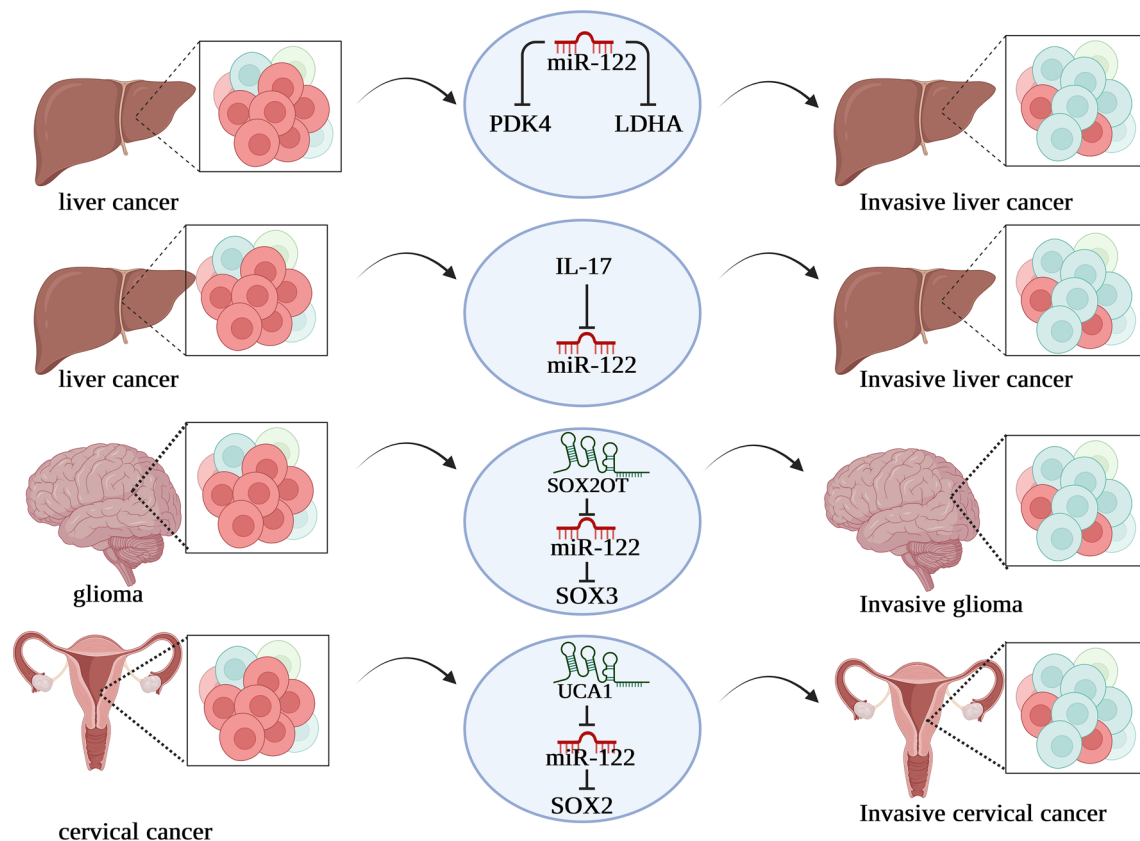 miR-122
PDK4
LDHA
liver cancer
Invasive liver cancer
IL-17
miR-122
liver cancer
Invasive liver cancer
SOX2OT
miR-122
SOX3
glioma
Invasive glioma
UCA1
miR-122
SOX2
cervical cancer
Invasive cervical cancer